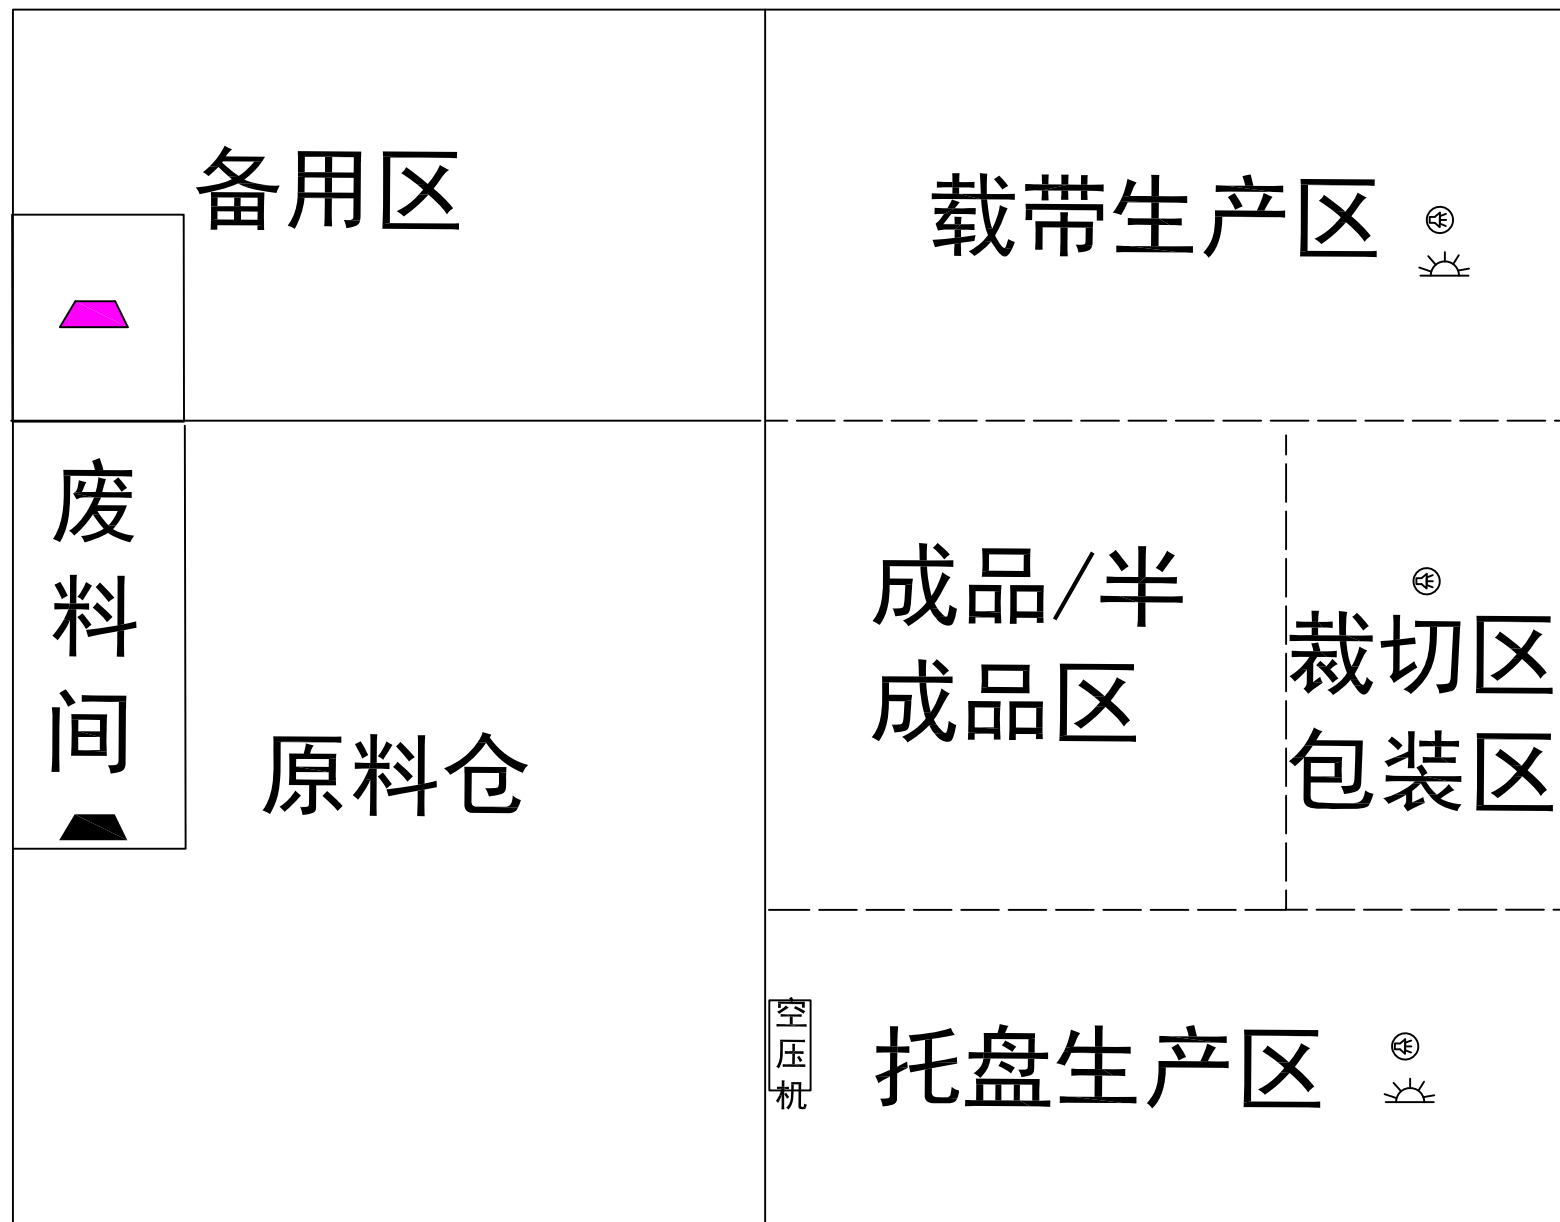 备用区
载带生产区
废
料
间
原料仓
成品/半
成品区
裁切区
包装区
空
压
机
托盘生产区